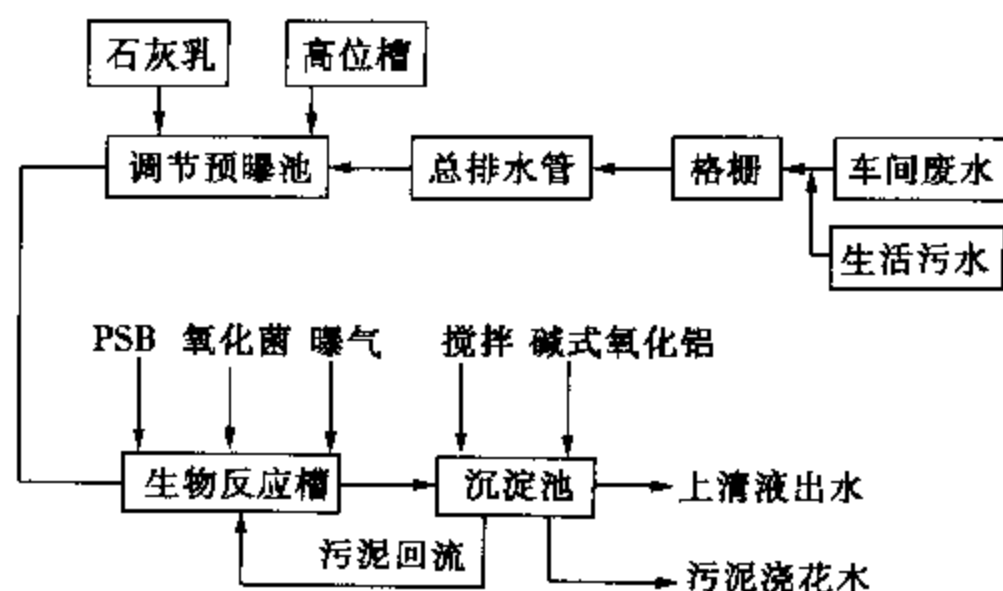 石灰乳 高位槽
调节预曝池 总排水管 格栅 车间废水
生活污水
PSB 氧化菌 曝气 搅拌 碱式氧化铝
生物反应槽 沉淀池 上清液出水
污泥回流
污泥浇花水